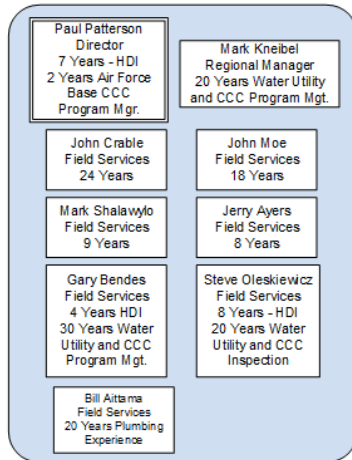 Paul Patterson
Director
7 Years - HDI
2 Years Air Force
Base CCC
Program Mgr.
Mark Kneibel
Regional Manager
20 Years Water Utility
and CCC Program Mgt.
John Crable
Field Services
24 Years
John Moe
Field Services
18 Years
Mark Shalawylo
Field Services
9 Years
Jerry Ayers
Field Services
8 Years
Gary Bendes
Field Services
4 Years HDI
30 Years Water
Utility and CCC
Program Mgt.
Steve Oleskiewicz
Field Services
8 Years - HDI
20 Years Water
Utility and CCC
Inspection
Bill Aittama
Field Services
20 Years Plumbing
Experience